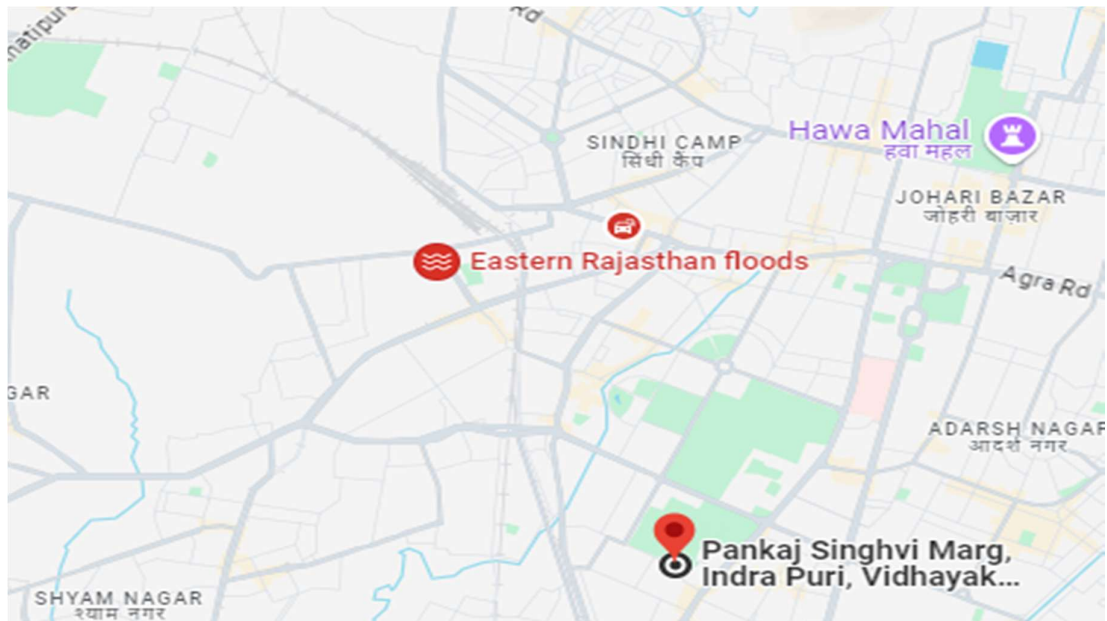 Rd
SINDHI CAMP
सिंधी कैंप
Hawa Mahal
हवा महल
JOHARI BAZAR
जोहरी बाज़ार
Eastern Rajasthan floods
Agra Rd
GAR
ADARSH NAGAR
आदर्श नगर
Pankaj Singhvi Marg,
Indra Puri, Vidhayak...
SHYAM NAGAR
श्याम नगर